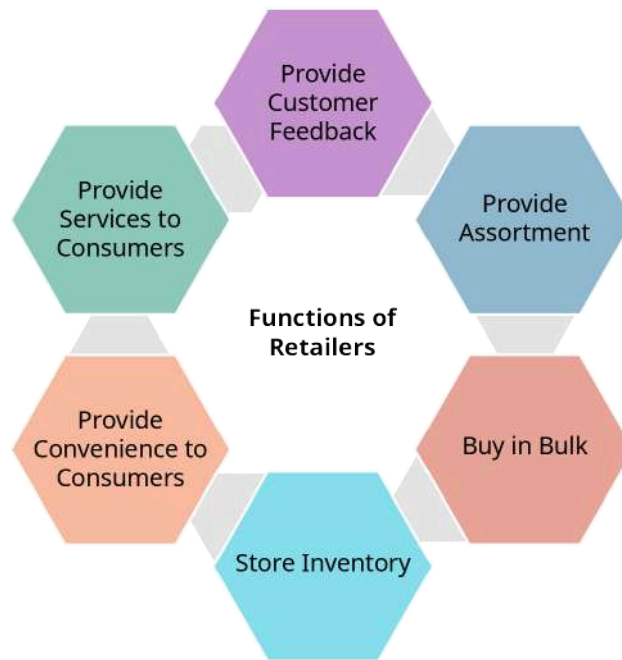 Provide
Customer
Feedback
Provide
Assortment
Buy in Bulk
Store Inventory
Provide
Convenience to
Consumers
Provide
Services to
Consumers
Functions of
Retailers